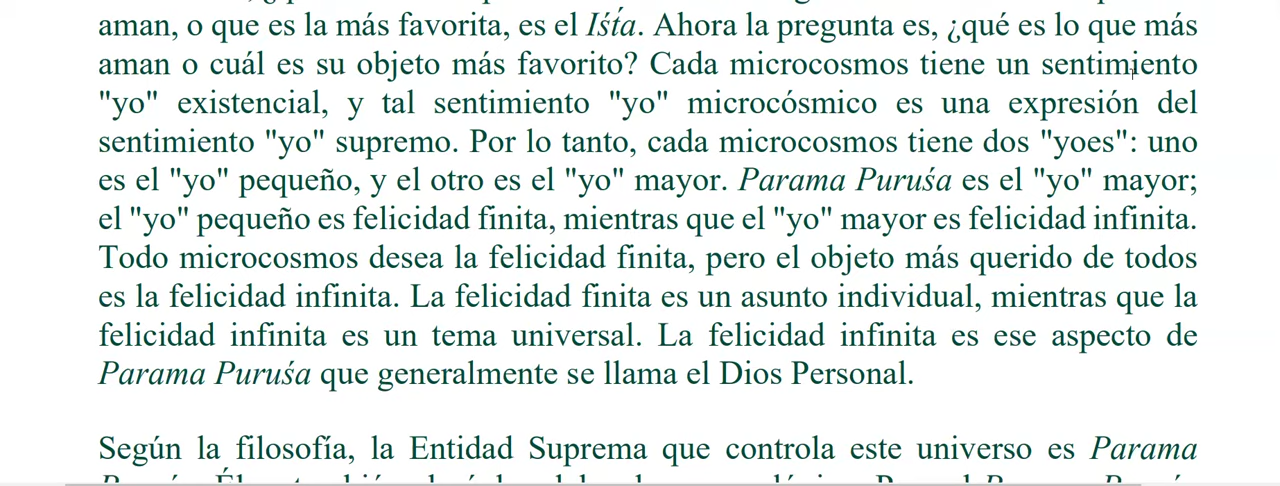 aman, o que es la más favorita, es el Iśt́a. Ahora la pregunta es, ¿qué es lo que más
aman o cuál es su objeto más favorito? Cada microcosmos tiene un sentimiento
"yo" existencial, y tal sentimiento "yo" microcósmico es una expresión del
sentimiento "yo" supremo. Por lo tanto, cada microcosmos tiene dos "yoes": uno
es el "yo" pequeño, y el otro es el "yo" mayor. Parama Puruśa es el "yo" mayor;
el "yo" pequeño es felicidad finita, mientras que el "yo" mayor es felicidad infinita.
Todo microcosmos desea la felicidad finita, pero el objeto más querido de todos
es la felicidad infinita. La felicidad finita es un asunto individual, mientras que la
felicidad infinita es un tema universal. La felicidad infinita es ese aspecto de
Parama Puruśa que generalmente se llama el Dios Personal.
Según la filosofía, la Entidad Suprema que controla este universo es Parama